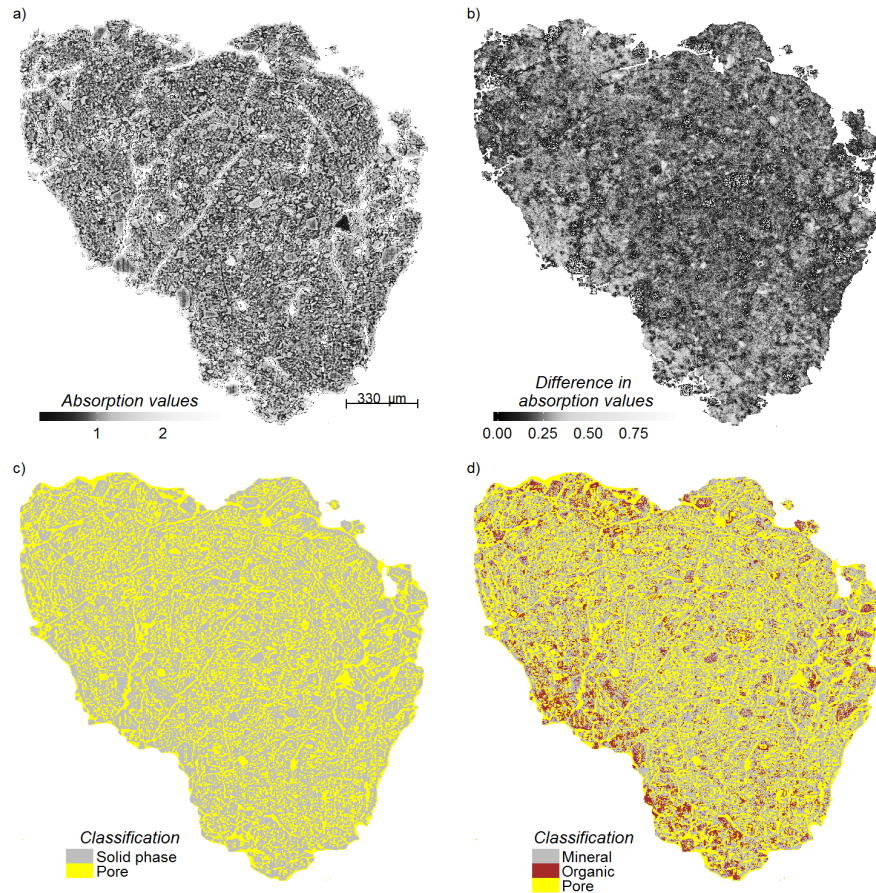 a)
b)
Absorption values
1 2
330 µm
Difference in
absorption values
0.00 0.25 0.50 0.75
c)
d)
Classification
Solid phase
Pore
Classification
Mineral
Organic
Pore